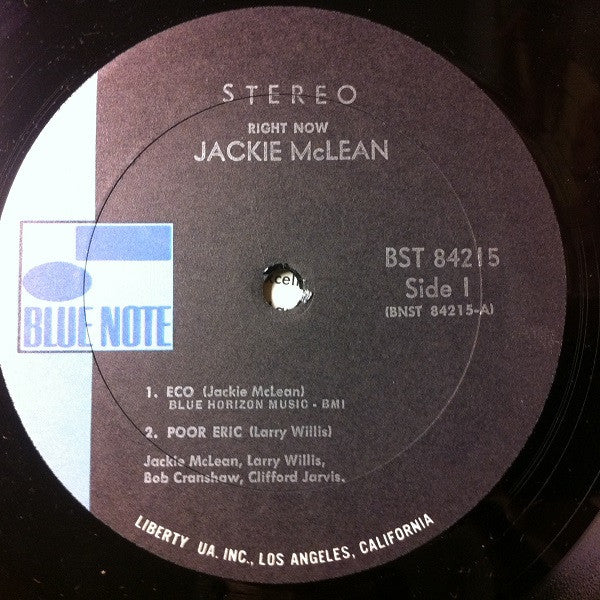 STEREO
RIGHT NOW
JACKIE McLEAN
BST 84215
Side 1
(BNST 84215-A)
BLUE NOTE
1. ECO (Jackie McLean)
BLUE HORIZON MUSIC - BMI
2. POOR ERIC (Larry Willis)
Jackie McLean, Larry Willis,
Bob Cranshaw, Clifford Jarvis.
LIBERTY UA. INC., LOS ANGELES, CALIFORNIA